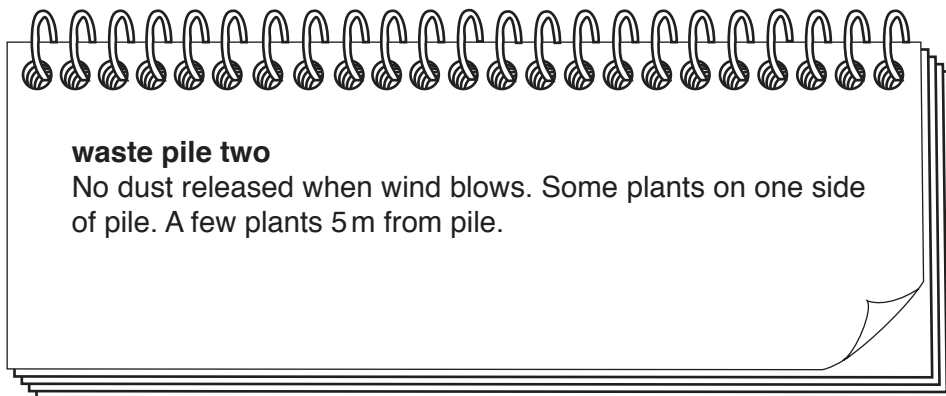 waste pile two
No dust released when wind blows. Some plants on one side
of pile. A few plants 5 m from pile.